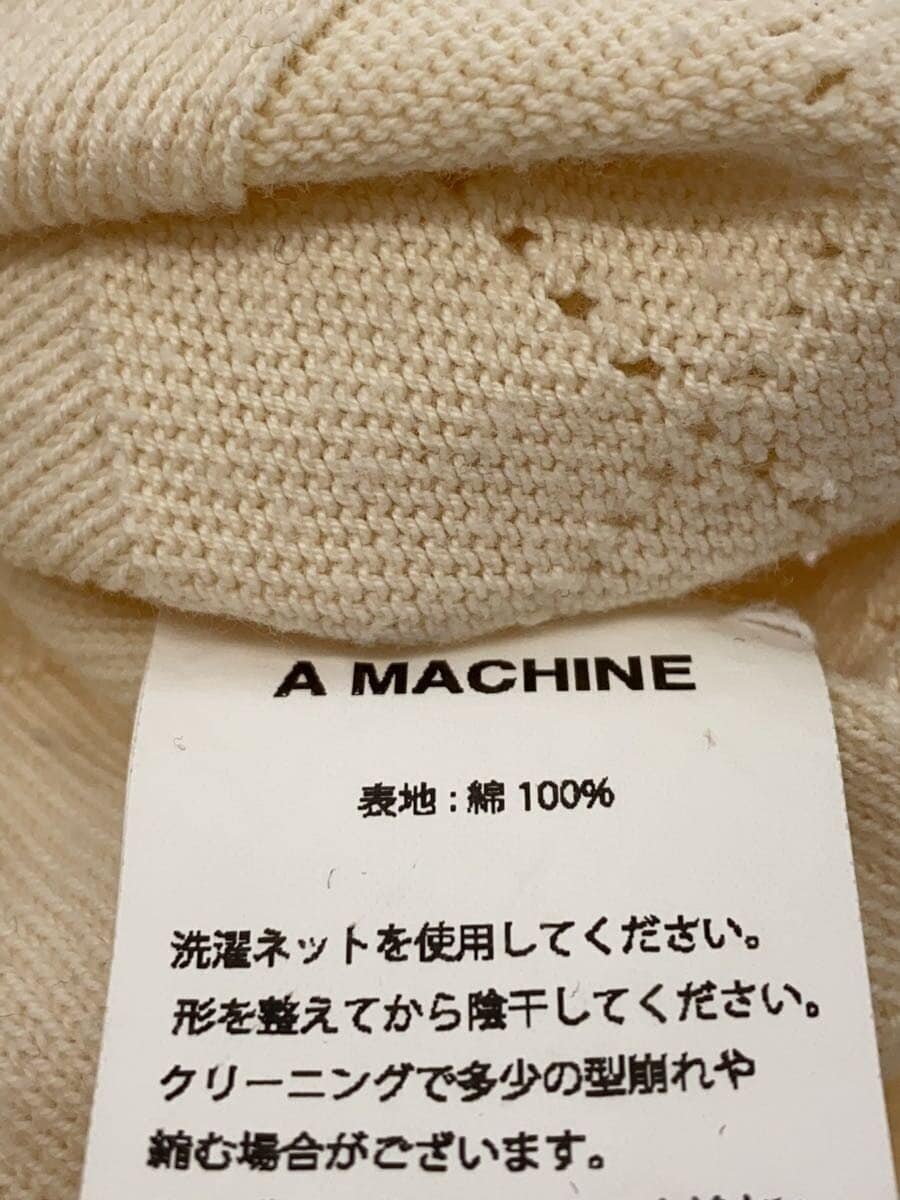 A MACHINE
表地 : 綿 100%
洗濯ネットを使用してください。
形を整えてから陰干してください。
クリーニングで多少の型崩れや
縮む場合がございます。